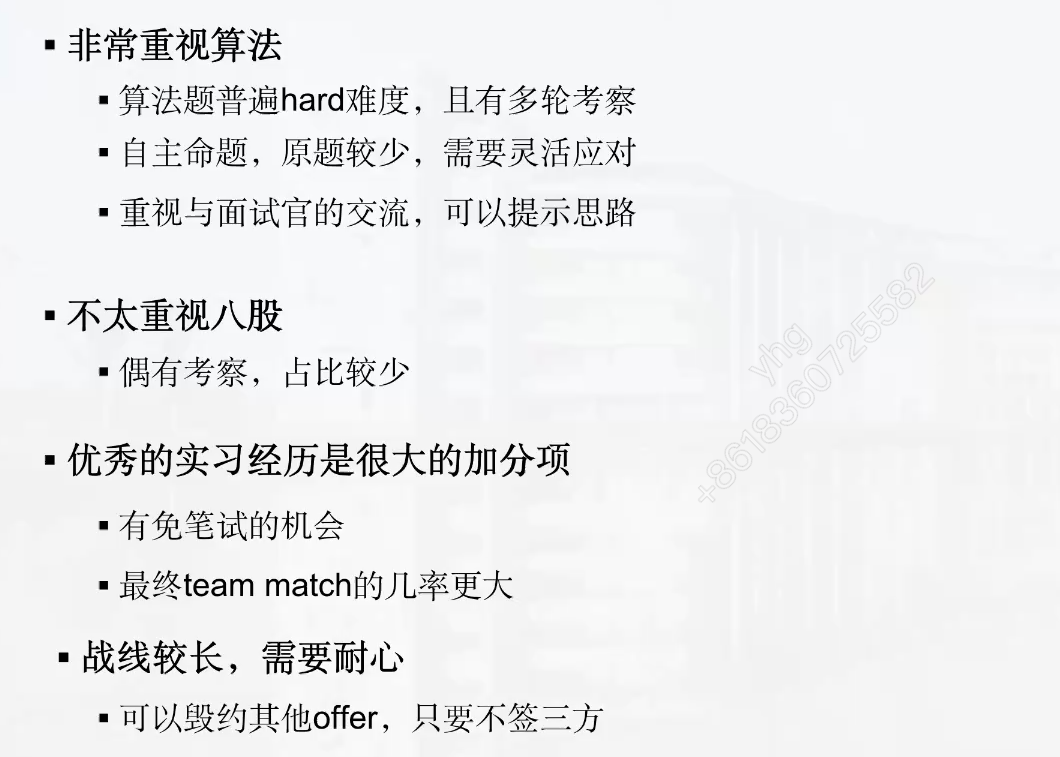 ▪ 非常重视算法
▪ 算法题普遍hard难度，且有多轮考察
▪ 自主命题，原题较少，需要灵活应对
▪ 重视与面试官的交流，可以提示思路
▪ 不太重视八股
▪ 偶有考察，占比较少
▪ 优秀的实习经历是很大的加分项
▪ 有免笔试的机会
▪ 最终team match的几率更大
▪ 战线较长，需要耐心
▪ 可以毁约其他offer，只要不签三方
yhg
+8618360725582